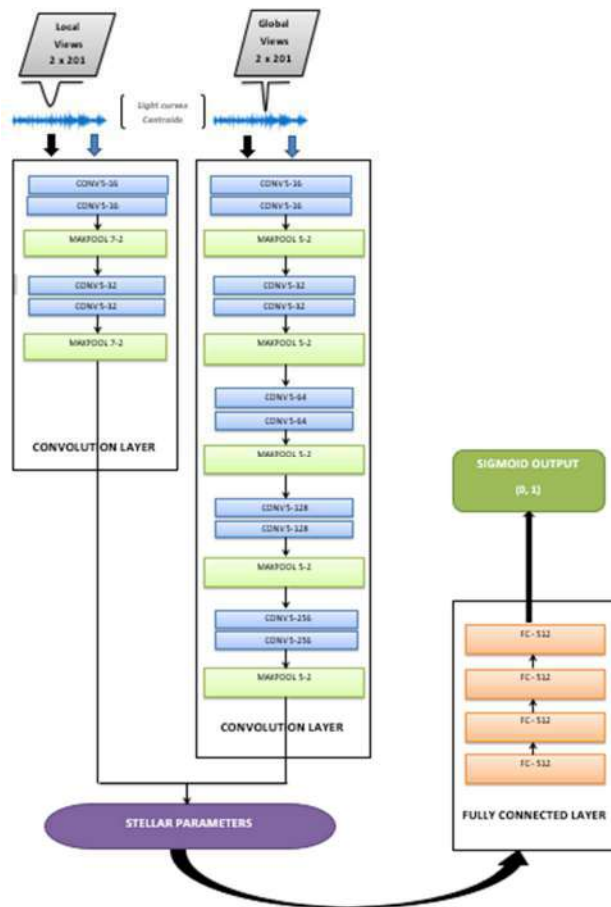 Local
Views
2 x 201
Global
Views
2 x 201
Light curves
Centroids
CONV5-16
CONV5-16
MAXPOOL 7-2
CONV5-32
CONV5-32
MAXPOOL 7-2
CONVOLUTION LAYER
CONV5-16
CONV5-16
MAXPOOL 5-2
CONV5-32
CONV5-32
MAXPOOL 5-2
CONV5-64
CONV5-64
MAXPOOL 5-2
CONV5-128
CONV5-128
MAXPOOL 5-2
CONV5-256
CONV5-256
MAXPOOL 5-2
CONVOLUTION LAYER
STELLAR PARAMETERS
SIGMOID OUTPUT
(0, 1)
FC - 512
FC - 512
FC - 512
FC - 512
FULLY CONNECTED LAYER